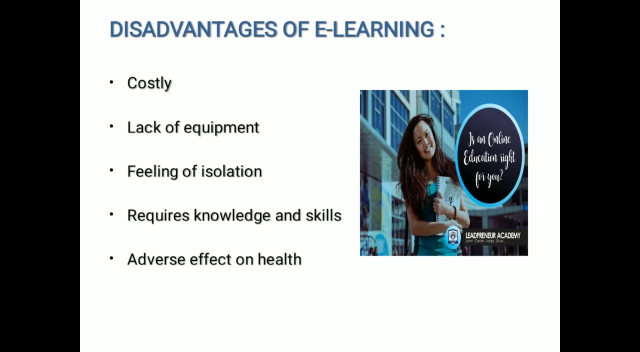 DISADVANTAGES OF E-LEARNING :
• Costly
• Lack of equipment
• Feeling of isolation
• Requires knowledge and skills
• Adverse effect on health
Is an Online
Education right
for you?
LEADPRENEUR ACADEMY